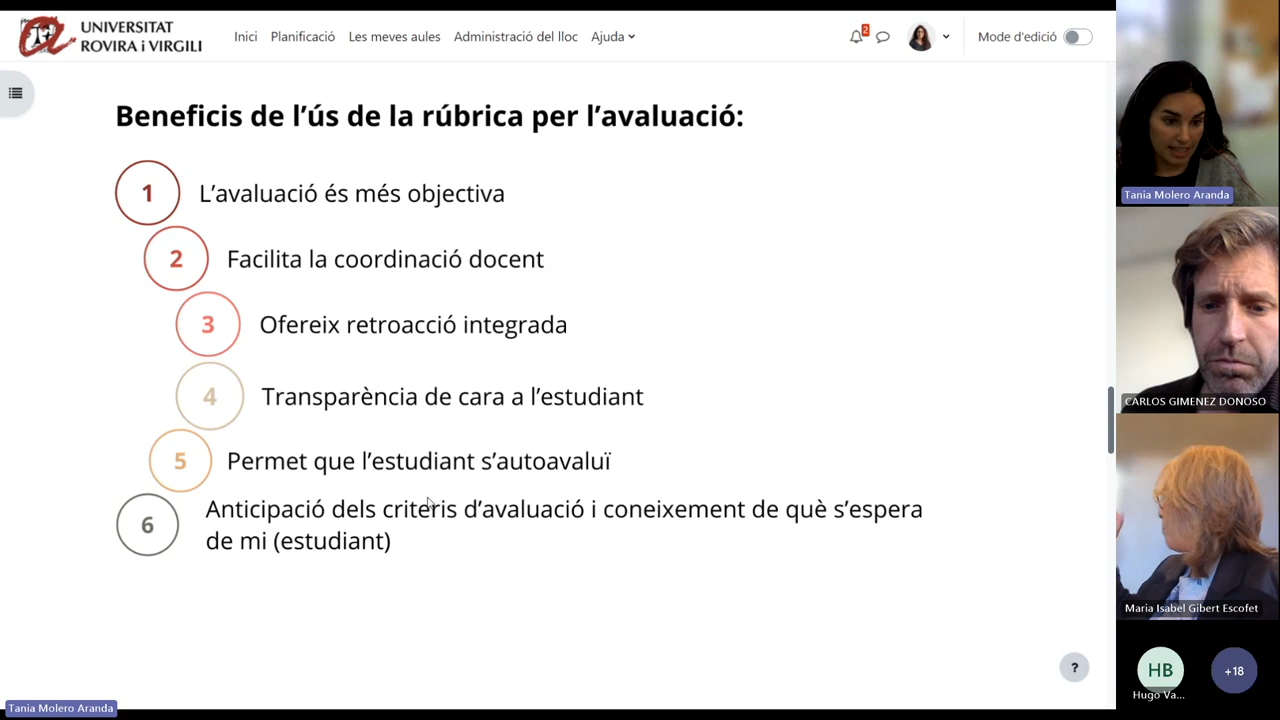 UNIVERSITAT
ROVIRA i VIRGILI
Inici Planificació Les meves aules Administració del lloc Ajuda
2
Mode d'edició
Beneficis de l'ús de la rúbrica per l'avaluació:
1 L'avaluació és més objectiva
2 Facilita la coordinació docent
3 Ofereix retroacció integrada
4 Transparència de cara a l'estudiant
5 Permet que l'estudiant s'autoavaluï
6 Anticipació dels criteris d'avaluació i coneixement de què s'espera
de mi (estudiant)
?
Tania Molero Aranda
Tania Molero Aranda
CARLOS GIMENEZ DONOSO
Maria Isabel Gibert Escofet
HB
Hugo Va...
+18